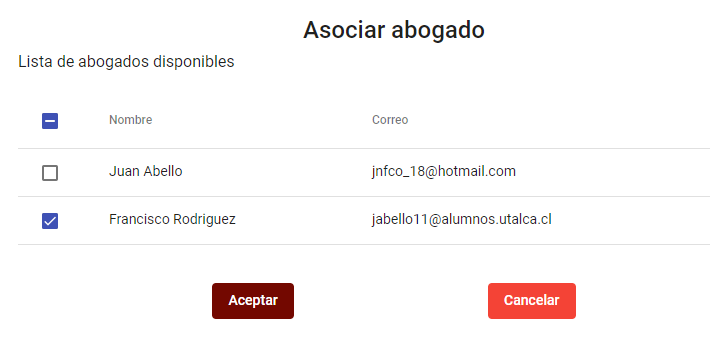 Asociar abogado
Lista de abogados disponibles
Nombre Correo
Juan Abello jnfco_18@hotmail.com
Francisco Rodriguez jabello11@alumnos.utalca.cl
Aceptar Cancelar